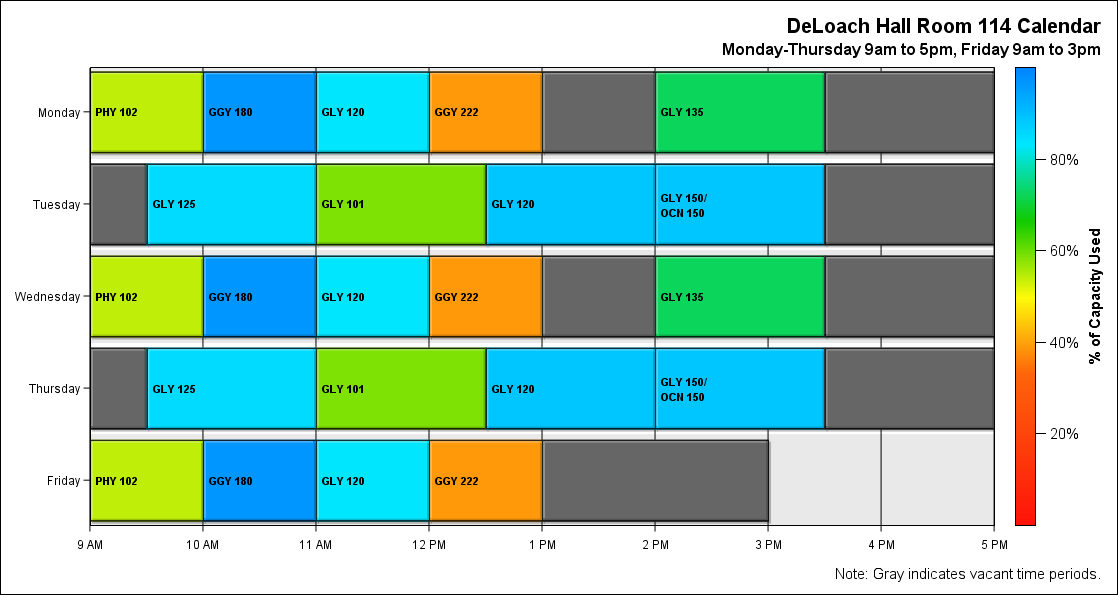 DeLoach Hall Room 114 Calendar
Monday-Thursday 9am to 5pm, Friday 9am to 3pm
Monday
PHY 102
GGY 180
GLY 120
GGY 222
GLY 135
Tuesday
GLY 125
GLY 101
GLY 120
GLY 150/
OCN 150
Wednesday
PHY 102
GGY 180
GLY 120
GGY 222
GLY 135
Thursday
GLY 125
GLY 101
GLY 120
GLY 150/
OCN 150
Friday
PHY 102
GGY 180
GLY 120
GGY 222
9 AM
10 AM
11 AM
12 PM
1 PM
2 PM
3 PM
4 PM
5 PM
80%
60%
40%
20%
% of Capacity Used
Note: Gray indicates vacant time periods.